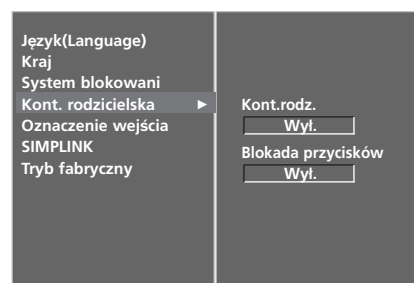 Język(Language)
Kraj
System blokowani
Kont. rodzicielska ►
Oznaczenie wejścia
SIMPLINK
Tryb fabryczny
Kont.rodz.
Wył.
Blokada przycisków
Wył.